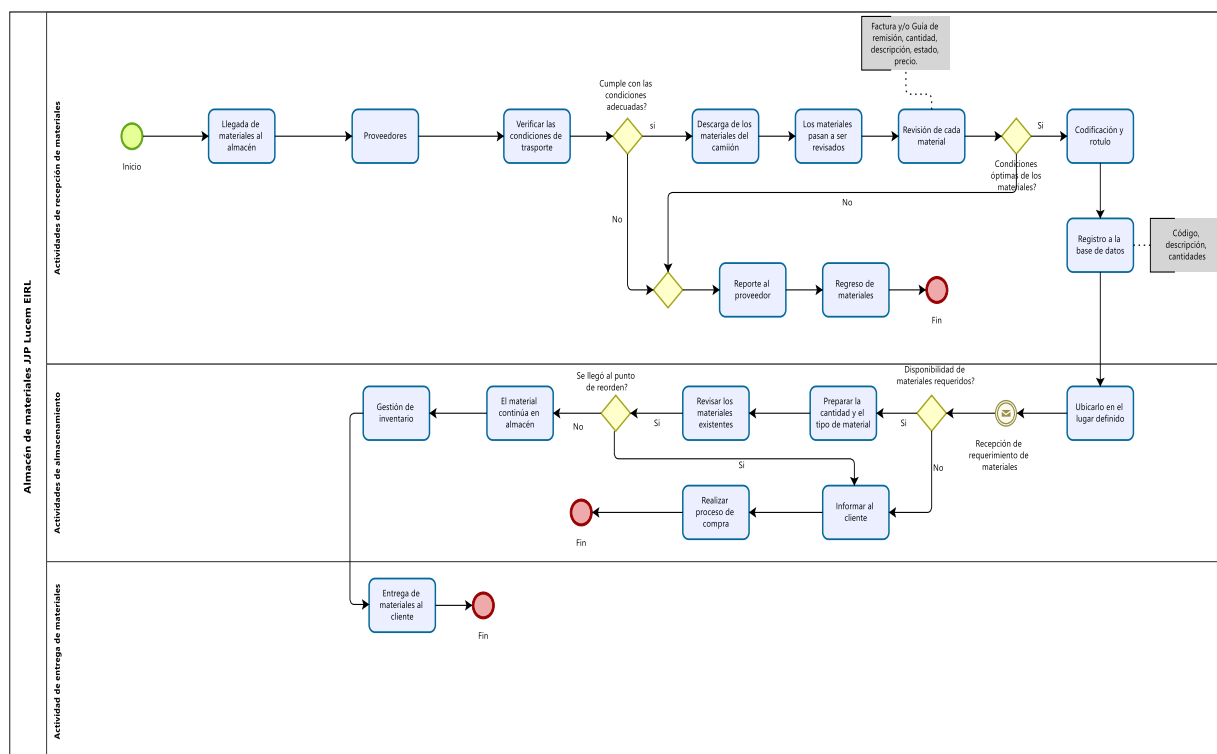 Almacén de materiales JJP Lucem EIRL
Actividades de recepción de materiales
Inicio
Llegada de
materiales al
almacén
Proveedores
Verificar las
condiciones de
trasporte
Cumple con las
condiciones
adecuadas?
si
No
Descarga de los
materiales del
camiión
Los materiales
pasan a ser
revisados
Factura y/o Guía de
remisión, cantidad,
descripción, estado,
precio.
Revisión de cada
material
Condiciones
óptimas de los
materiales?
Si
No
Codificación y
rotulo
Registro a la
base de datos
Código,
descripción,
cantidades
Reporte al
proveedor
Regreso de
materiales
Fin
Actividades de almacenamiento
Ubicarlo en el
lugar definido
Recepción de
requerimiento de
materiales
Disponibilidad de
materiales requeridos?
Si
No
Preparar la
cantidad y el
tipo de material
Revisar los
materiales
existentes
Si
Se llegó al punto
de reorden?
No
Si
El material
continúa en
almacén
Gestión de
inventario
Informar al
cliente
Realizar
proceso de
compra
Fin
Actividad de entrega de materiales
Entrega de
materiales al
cliente
Fin